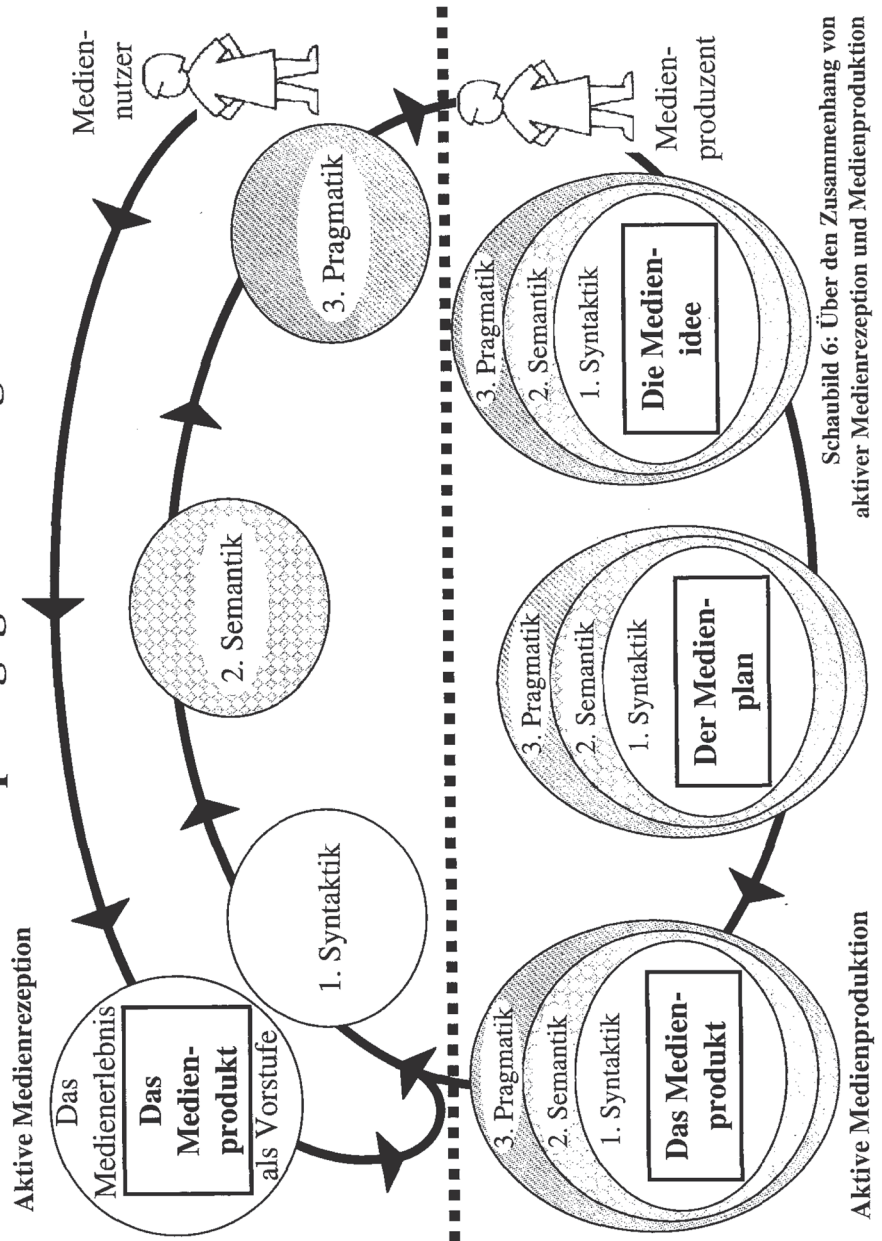 Aktive Medienrezeption
Das
Medienerlebnis
Das
Medien-
produkt
als Vorstufe
1. Syntaktik
2. Semantik
3. Pragmatik
Medien-
nutzer
Medien-
produzent
3. Pragmatik
2. Semantik
1. Syntaktik
Das Medien-
produkt
3. Pragmatik
2. Semantik
1. Syntaktik
Der Medien-
plan
3. Pragmatik
2. Semantik
1. Syntaktik
Die Medien-
idee
Aktive Medienproduktion
Schaubild 6: Über den Zusammenhang von
aktiver Medienrezeption und Medienproduktion